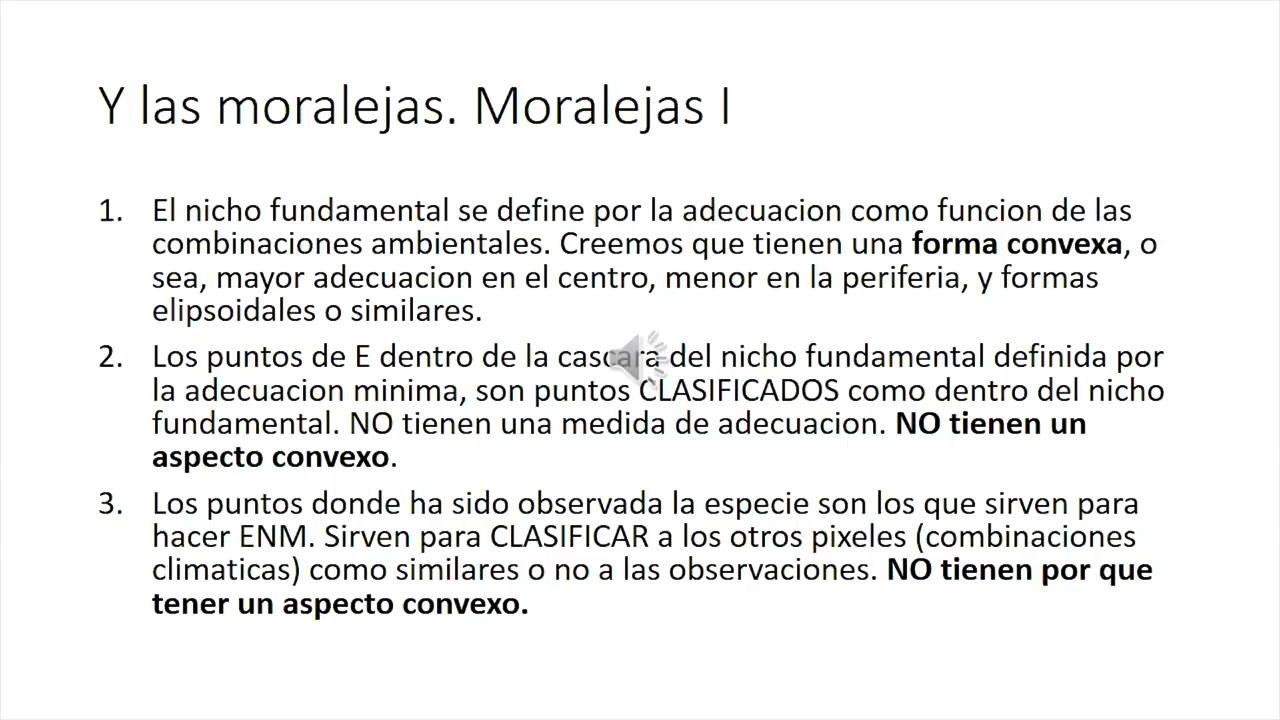 Y las moralejas. Moralejas I
1. El nicho fundamental se define por la adecuacion como funcion de las
combinaciones ambientales. Creemos que tienen una forma convexa, o
sea, mayor adecuacion en el centro, menor en la periferia, y formas
elipsoidales o similares.
2. Los puntos de E dentro de la cascara del nicho fundamental definida por
la adecuacion minima, son puntos CLASIFICADOS como dentro del nicho
fundamental. NO tienen una medida de adecuacion. NO tienen un
aspecto convexo.
3. Los puntos donde ha sido observada la especie son los que sirven para
hacer ENM. Sirven para CLASIFICAR a los otros pixeles (combinaciones
climaticas) como similares o no a las observaciones. NO tienen por que
tener un aspecto convexo.